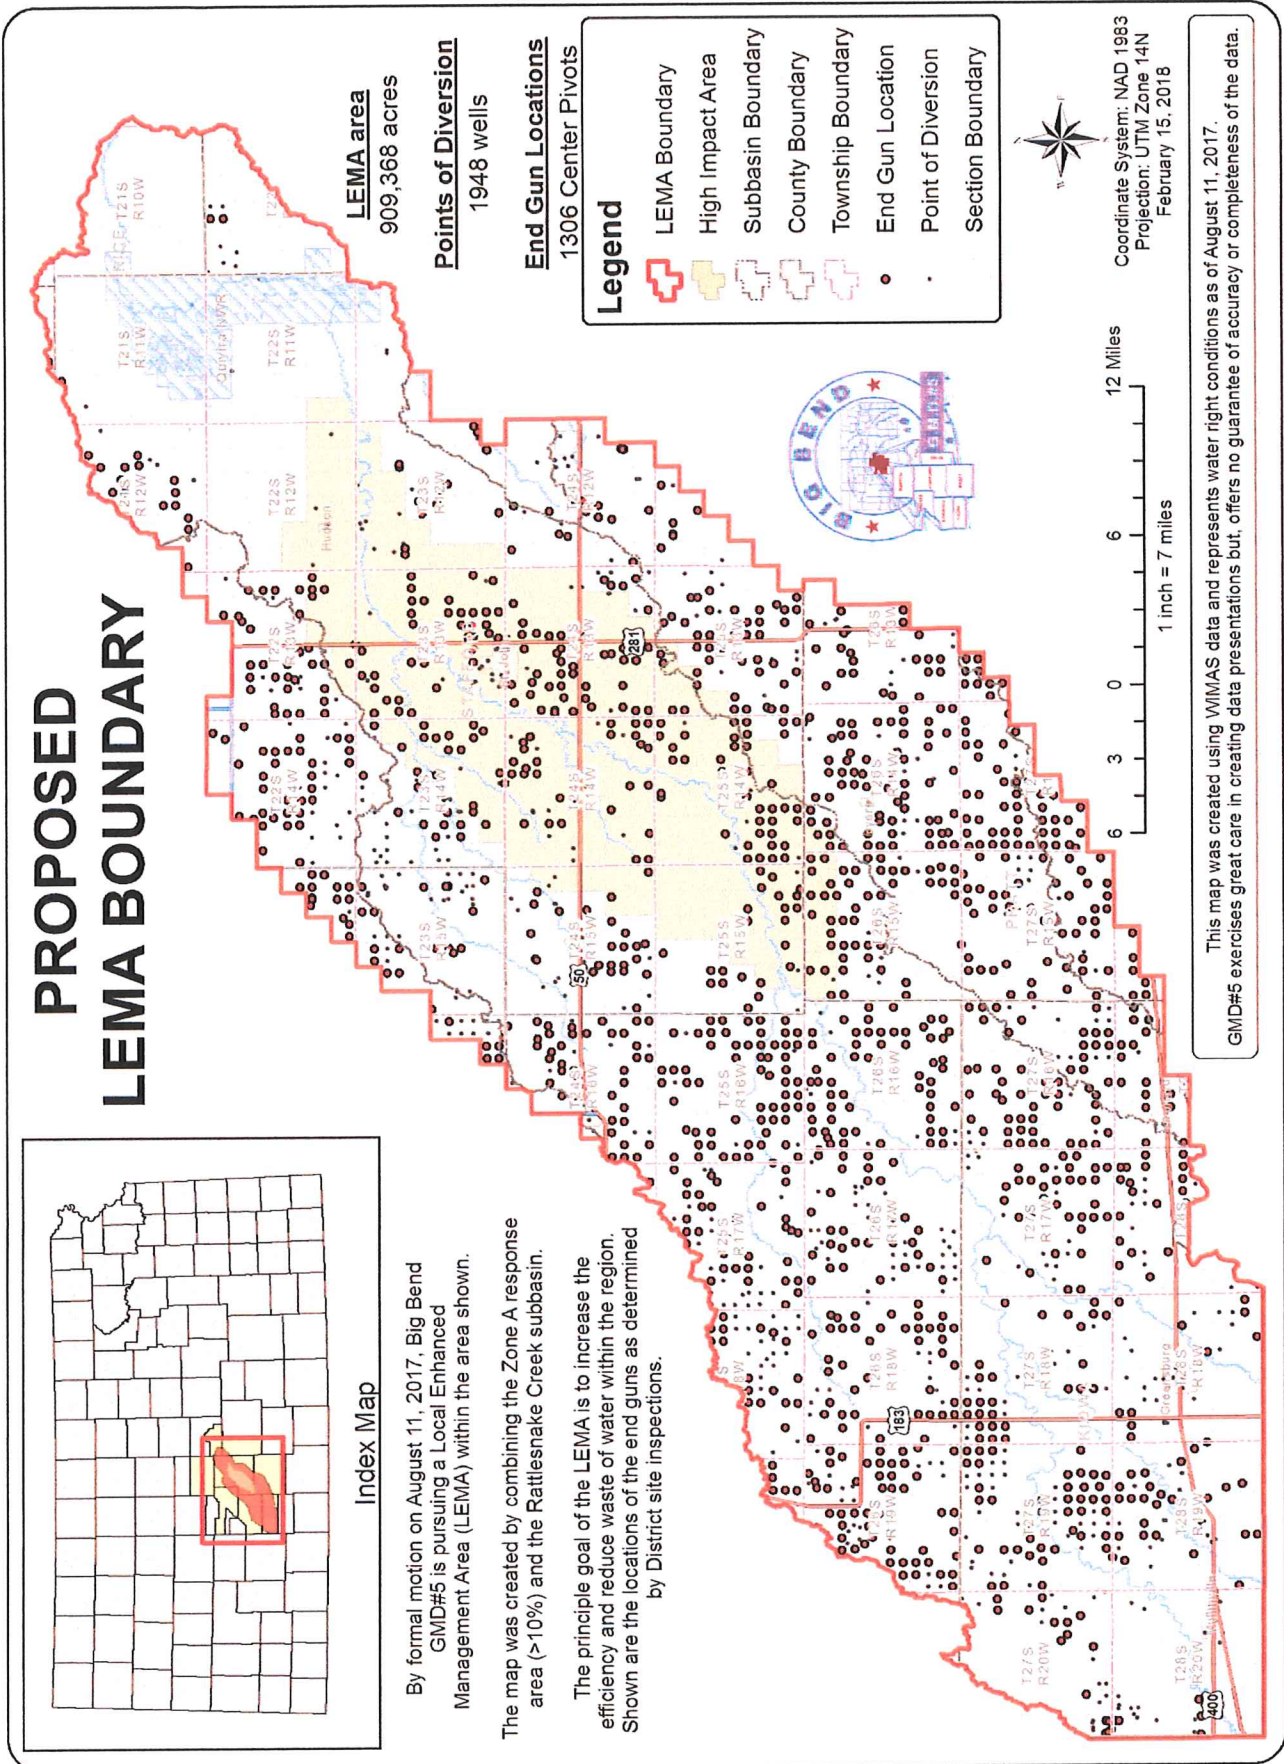 PROPOSED
LEMA BOUNDARY
Index Map
By formal motion on August 11, 2017, Big Bend
GMD#5 is pursuing a Local Enhanced
Management Area (LEMA) within the area shown.
The map was created by combining the Zone A response
area (>10%) and the Rattlesnake Creek subbasin.
The principle goal of the LEMA is to increase the
efficiency and reduce waste of water within the region.
Shown are the locations of the end guns as determined
by District site inspections.
LEMA area
909,368 acres
Points of Diversion
1948 wells
End Gun Locations
1306 Center Pivots
Legend
LEMA Boundary
High Impact Area
Subbasin Boundary
County Boundary
Township Boundary
End Gun Location
Point of Diversion
Section Boundary
T21S
R10W
T21S
R11W
Quivira NWR
T22S
R11W
R12W
T22S
R12W
Hudson
T22S
R14W
T25S
R14W
T25S
R15W
T25S
R16W
T26S
R16W
R17W
T27S
R17W
T26S
R18W
T27S
R18W
Greensburg
R18W
T27S
R19W
T28S
R19W
T27S
R20W
T28S
R20W
281
50
183
400
BIG BEND
6 3 0 6 12 Miles
1 inch = 7 miles
Coordinate System: NAD 1983
Projection: UTM Zone 14N
February 15, 2018
This map was created using WIMAS data and represents water right conditions as of August 11, 2017.
GMD#5 exercises great care in creating data presentations but, offers no guarantee of accuracy or completeness of the data.